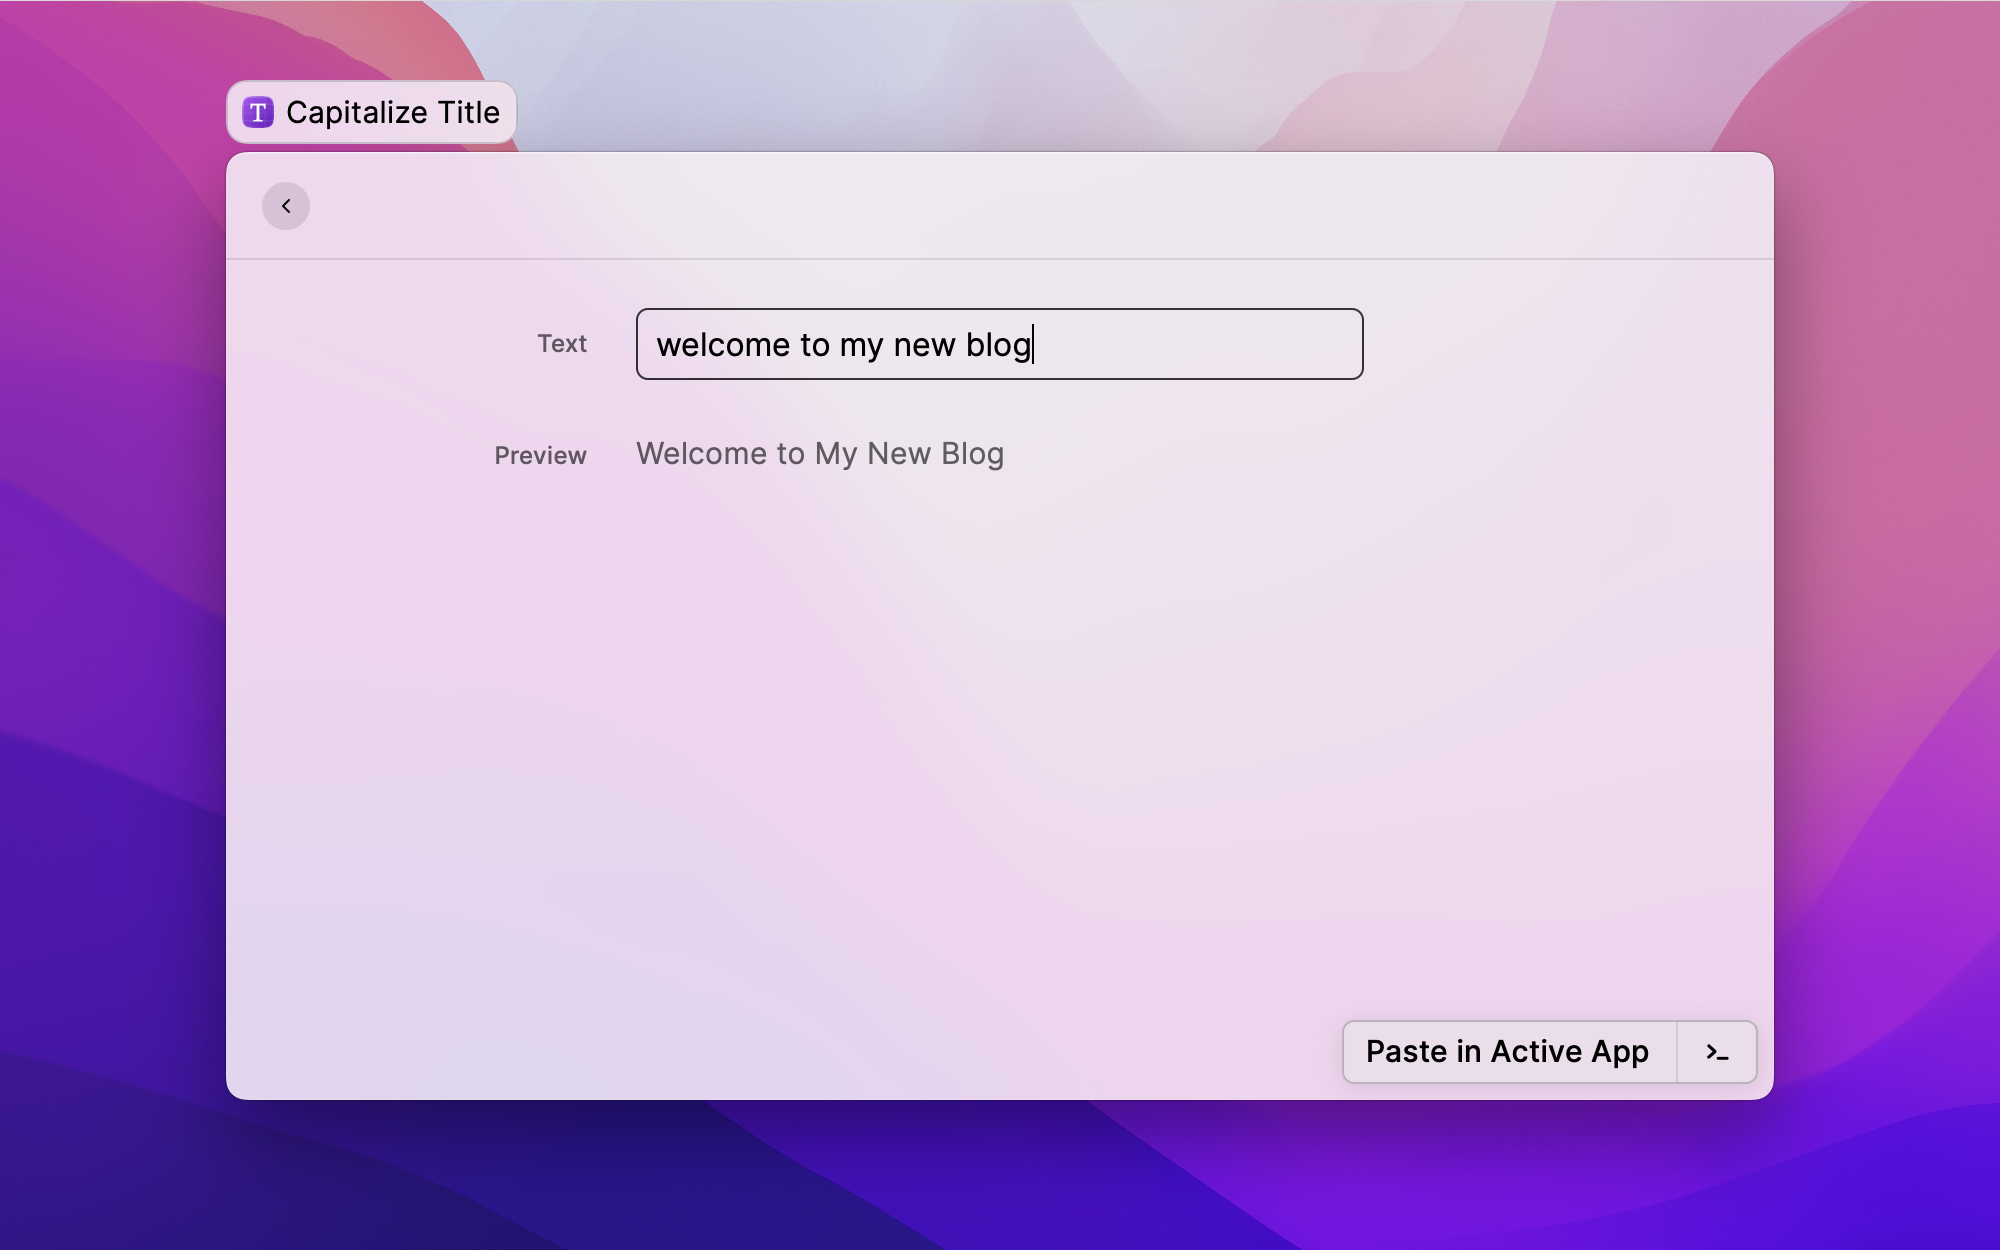 T Capitalize Title
Text
welcome to my new blog
Preview
Welcome to My New Blog
Paste in Active App